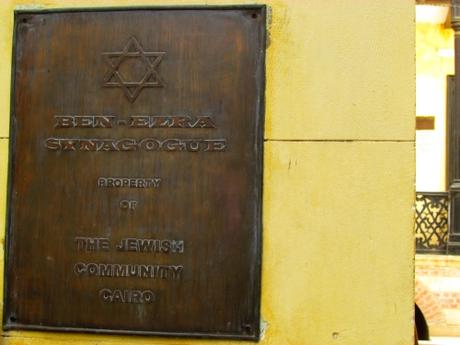 BEN-EZRA
SYNAGOGUE
PROPERTY
OF
THE JEWISH
COMMUNITY
CAIRO